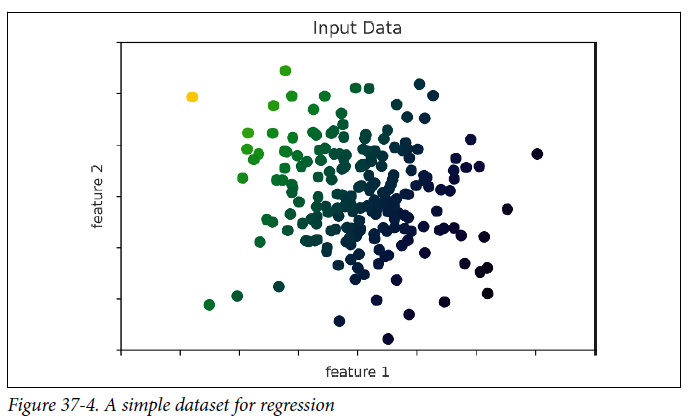 Input Data
feature 2
feature 1
Figure 37-4. A simple dataset for regression